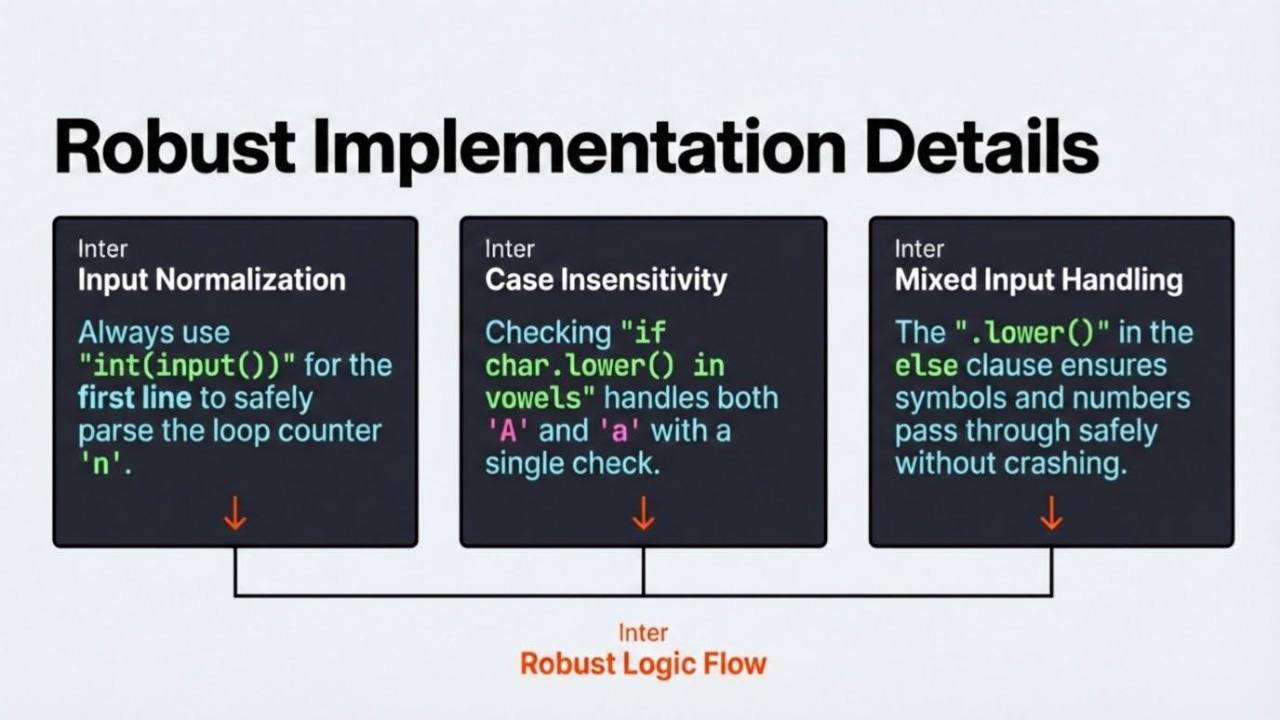 Robust Implementation Details
Inter
Input Normalization
Always use
"int(input())" for the
first line to safely
parse the loop counter
'n'.
Inter
Case Insensitivity
Checking "if
char.lower() in
vowels" handles both
'A' and 'a' with a
single check.
Inter
Mixed Input Handling
The ".lower()" in the
else clause ensures
symbols and numbers
pass through safely
without crashing.
Inter
Robust Logic Flow